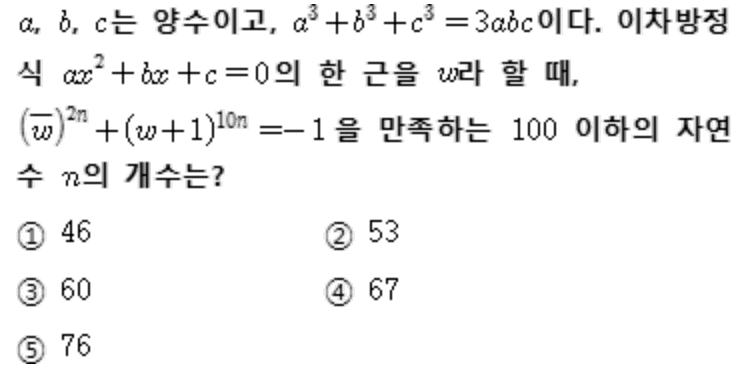 a, b, c는 양수이고, a³+b³+c³=3abc이다. 이차방정
식 ax²+bx+c=0의 한 근을 w라 할 때,
(w̅)²ⁿ+(w+1)¹⁰ⁿ=-1을 만족하는 100 이하의 자연
수 n의 개수는?
① 46 ② 53
③ 60 ④ 67
⑤ 76